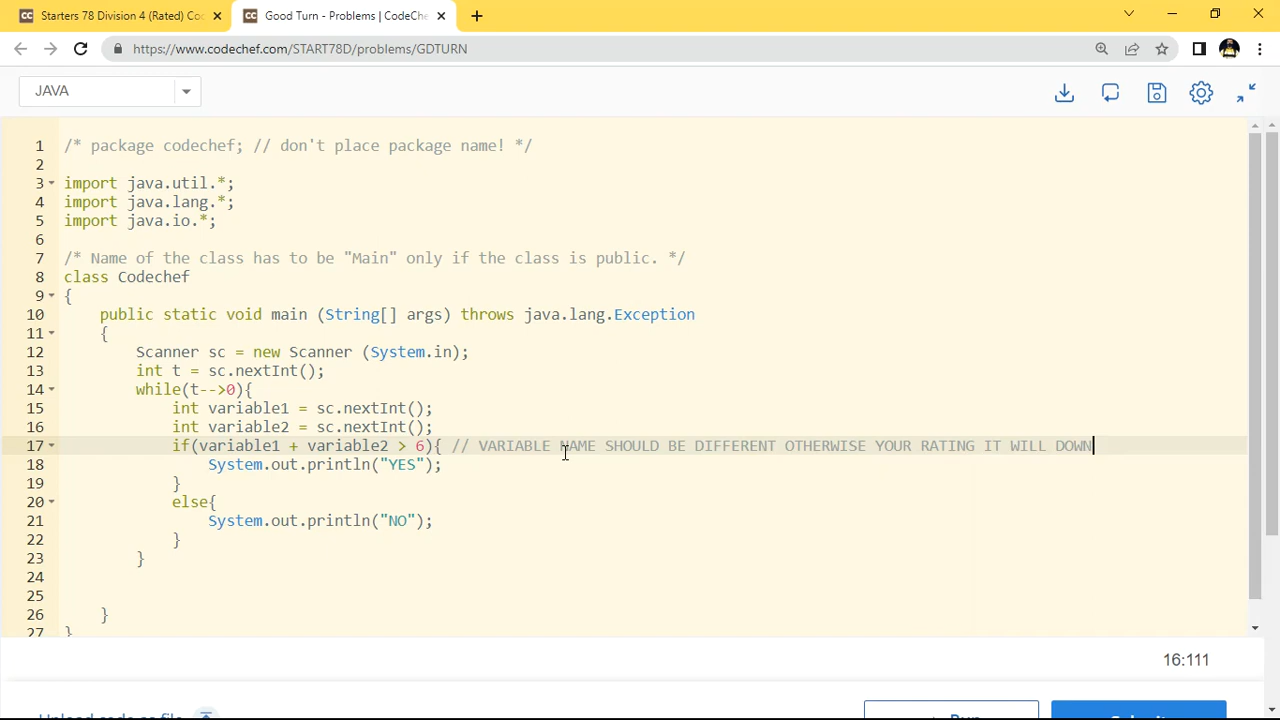 Starters 78 Division 4 (Rated) Co
Good Turn - Problems | CodeChe
https://www.codechef.com/START78D/problems/GDTURN
JAVA
1 /* package codechef; // don't place package name! */
2
3 import java.util.*;
4 import java.lang.*;
5 import java.io.*;
6
7 /* Name of the class has to be "Main" only if the class is public. */
8 class Codechef
9 {
10 public static void main (String[] args) throws java.lang.Exception
11 {
12 Scanner sc = new Scanner (System.in);
13 int t = sc.nextInt();
14 while(t-->0){
15 int variable1 = sc.nextInt();
16 int variable2 = sc.nextInt();
17 if(variable1 + variable2 > 6){ // VARIABLE NAME SHOULD BE DIFFERENT OTHERWISE YOUR RATING IT WILL DOWN
18 System.out.println("YES");
19 }
20 else{
21 System.out.println("NO");
22 }
23 }
24
25
26 }
27 }
16:111
Upload code as file
Run
Submit